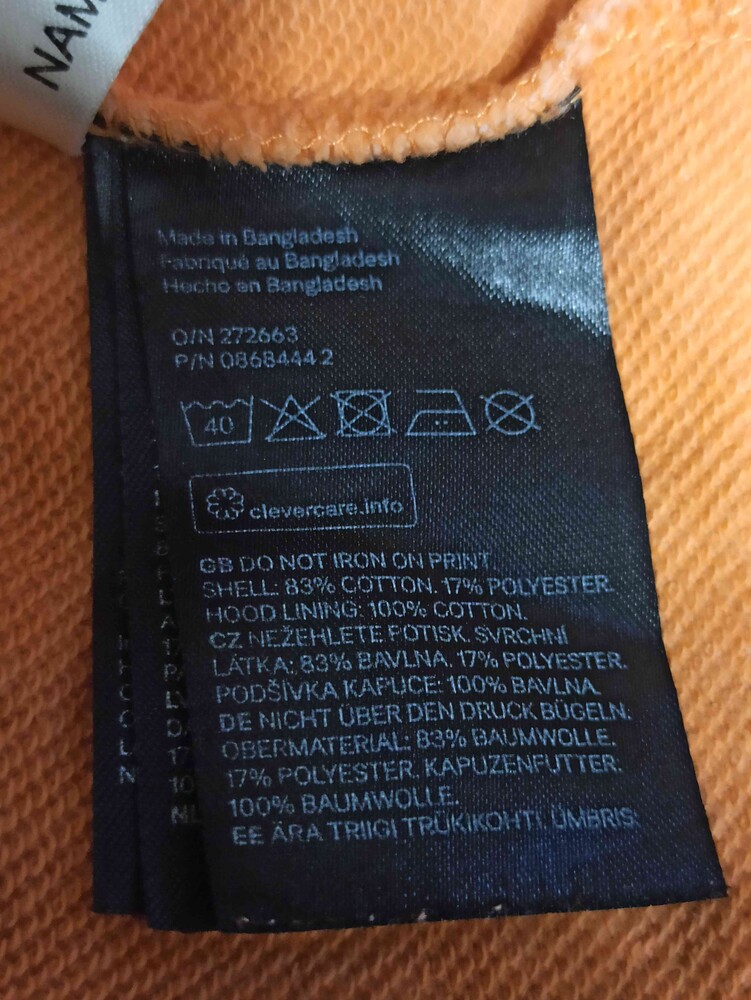 NAM
Made in Bangladesh
Fabriqué au Bangladesh
Hecho en Bangladesh
O/N 272663
P/N 0868444.2
40
clevercare.info
GB DO NOT IRON ON PRINT.
SHELL: 83% COTTON. 17% POLYESTER.
HOOD LINING: 100% COTTON.
CZ NEŽEHLETE POTISK. SVRCHNÍ
LÁTKA: 83% BAVLNA. 17% POLYESTER.
PODŠÍVKA KAPUCE: 100% BAVLNA.
DE NICHT ÜBER DEN DRUCK BÜGELN.
OBERMATERIAL: 83% BAUMWOLLE.
17% POLYESTER. KAPUZENFUTTER:
100% BAUMWOLLE.
EE ÄRA TRIIGI TRÜKIKOHTI. ÜMBRIS: